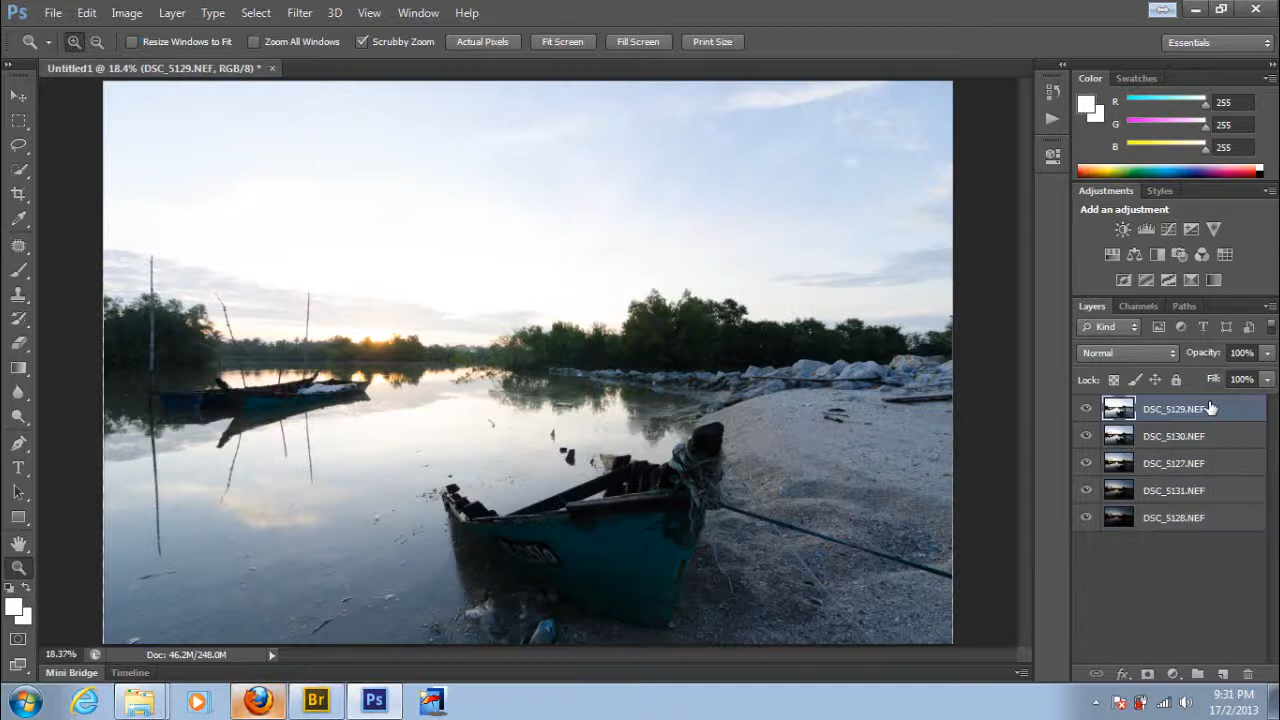 Ps File Edit Image Layer Type Select Filter 3D View Window Help
Resize Windows to Fit Zoom All Windows Scrubby Zoom Actual Pixels Fit Screen Fill Screen Print Size Essentials
Untitled1 @ 18.4% (DSC_5129.NEF, RGB/8) * ×
Color Swatches
R 255
G 255
B 255
Adjustments Styles
Add an adjustment
Layers Channels Paths
Kind
Normal Opacity: 100%
Lock: Fill: 100%
DSC_5129.NEF
DSC_5130.NEF
DSC_5127.NEF
DSC_5131.NEF
DSC_5128.NEF
18.37% Doc: 46.2M/248.0M
Mini Bridge Timeline
Br Ps
9:31 PM
17/2/2013